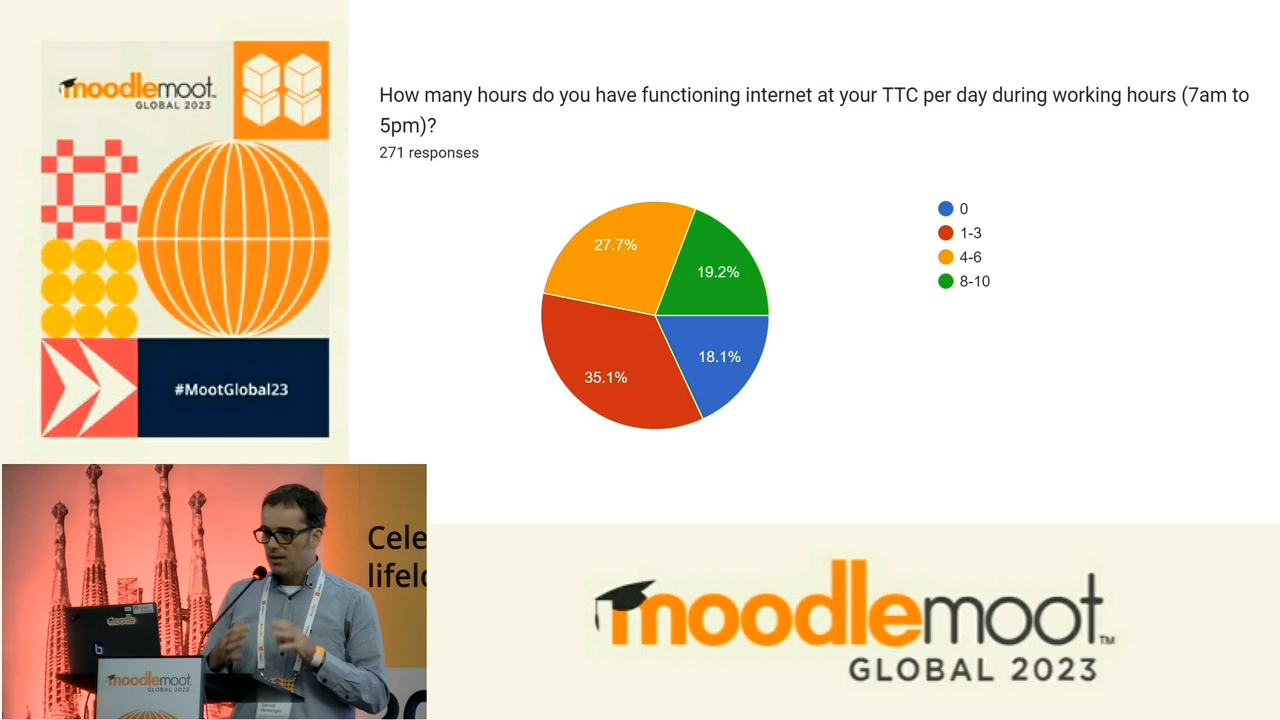 moodlemoot™
GLOBAL 2023
#MootGlobal23
How many hours do you have functioning internet at your TTC per day during working hours (7am to
5pm)?
271 responses
27.7%
19.2%
35.1%
18.1%
0
1-3
4-6
8-10
Cele
lifelo
moodle
moodlemoot
GLOBAL 2023
moodlemoot™
GLOBAL 2023